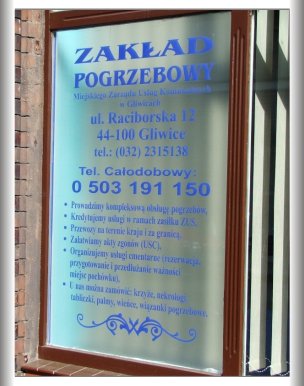 ZAKŁAD
POGRZEBOWY
Miejskiego Zarządu Usług Komunalnych
w Gliwicach
ul. Raciborska 12
44-100 Gliwice
tel.: (032) 2315138
Tel. Całodobowy:
0 503 191 150
• Prowadzimy kompleksową obsługę pogrzebów,
• Kredytujemy usługi w ramach zasiłku ZUS,
• Przewozy na terenie kraju i za granicą,
• Załatwiamy akty zgonów (USC),
• Organizujemy usługi cmentarne (rezerwacja,
przygotowanie i przedłużanie ważności
miejsc pochówku),
• U nas można zamówić: krzyże, nekrologi,
tabliczki, palmy, wieńce, wiązanki pogrzebowe,